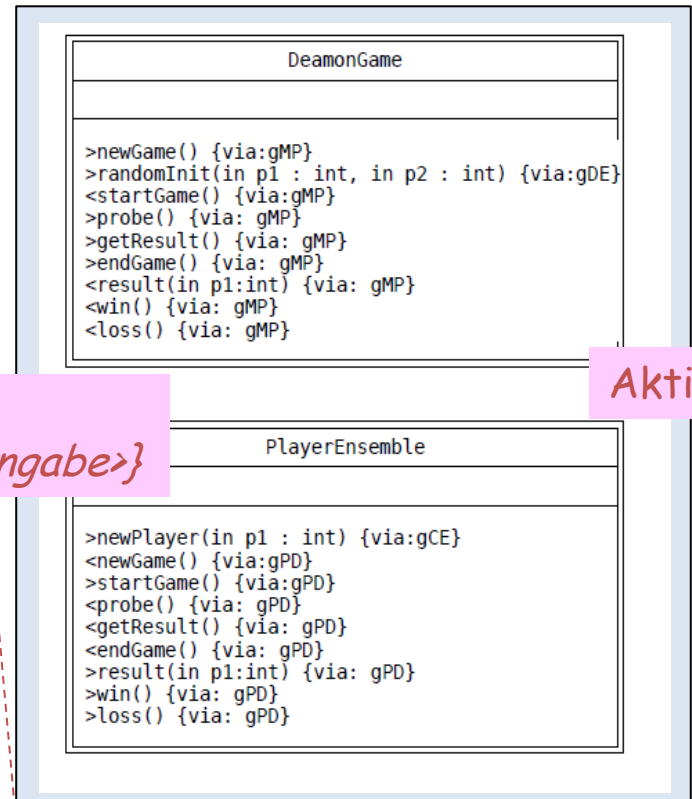 DeamonGame
>newGame() {via:gMP}
>randomInit(in p1 : int, in p2 : int) {via:gDE}
<startGame() {via:gMP}
>probe() {via: gMP}
>getResult() {via: gMP}
>endGame() {via: gMP}
<result(in p1:int) {via: gMP}
<win() {via: gMP}
<loss() {via: gMP}
Akti
ngabe>}
PlayerEnsemble
>newPlayer(in p1 : int) {via:gCE}
<newGame() {via:gPD}
>startGame() {via:gPD}
<probe() {via: gPD}
<getResult() {via: gPD}
<endGame() {via: gPD}
>result(in p1:int) {via: gPD}
>win() {via: gPD}
>loss() {via: gPD}